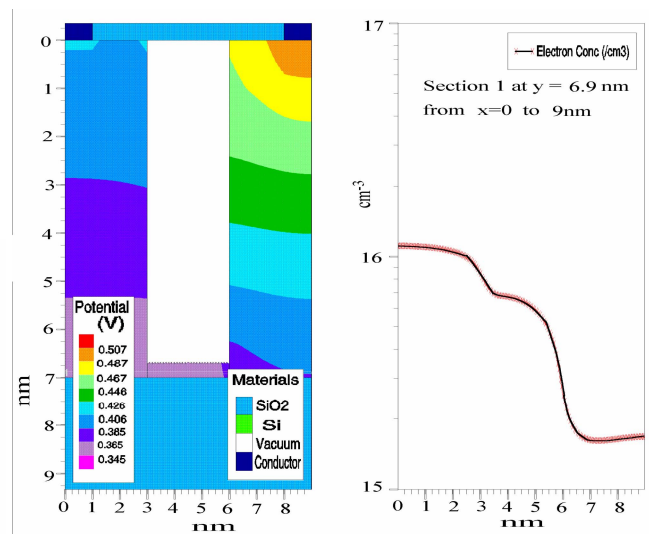 0
1
2
3
4
5
6
7
8
9
nm
Potential
(V)
0.507
0.487
0.467
0.446
0.426
0.406
0.385
0.365
0.345
Materials
SiO2
Si
Vacuum
Conductor
0 1 2 3 4 5 6 7 8
nm
17
16
15
cm-3
Electron Conc (/cm3)
Section 1 at y = 6.9 nm
from x=0 to 9nm
0 1 2 3 4 5 6 7 8
nm